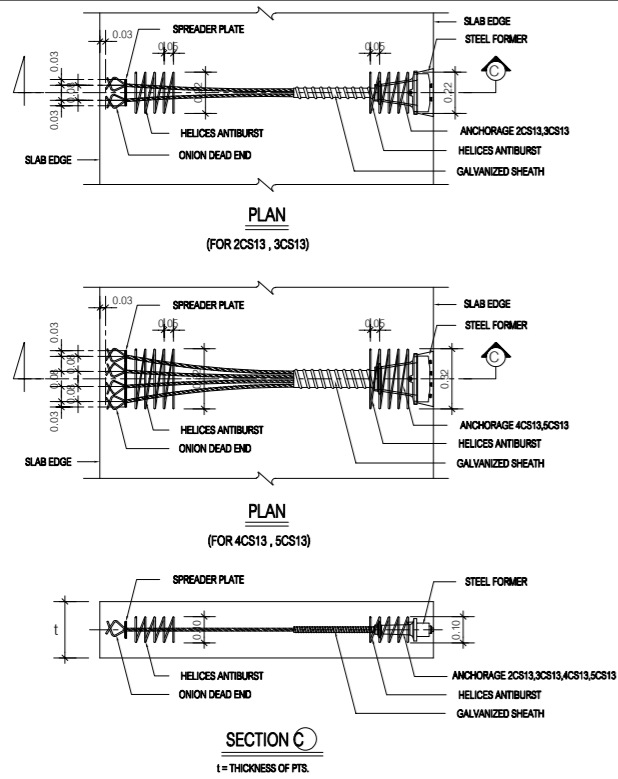 0.03
SPREADER PLATE
0.05
0.05
SLAB EDGE
STEEL FORMER
C
0.03
0.03
0.22
ANCHORAGE 2CS13,3CS13
HELICES ANTIBURST
HELICES ANTIBURST
ONION DEAD END
SLAB EDGE
GALVANIZED SHEATH
PLAN
(FOR 2CS13 , 3CS13)
0.03
SPREADER PLATE
0.05
0.05
SLAB EDGE
STEEL FORMER
C
0.03
0.03
0.32
ANCHORAGE 4CS13,5CS13
HELICES ANTIBURST
HELICES ANTIBURST
ONION DEAD END
SLAB EDGE
GALVANIZED SHEATH
PLAN
(FOR 4CS13 , 5CS13)
SPREADER PLATE
STEEL FORMER
t
0.10
0.10
HELICES ANTIBURST
ANCHORAGE 2CS13,3CS13,4CS13,5CS13
ONION DEAD END
HELICES ANTIBURST
GALVANIZED SHEATH
SECTION C
t = THICKNESS OF PTS.